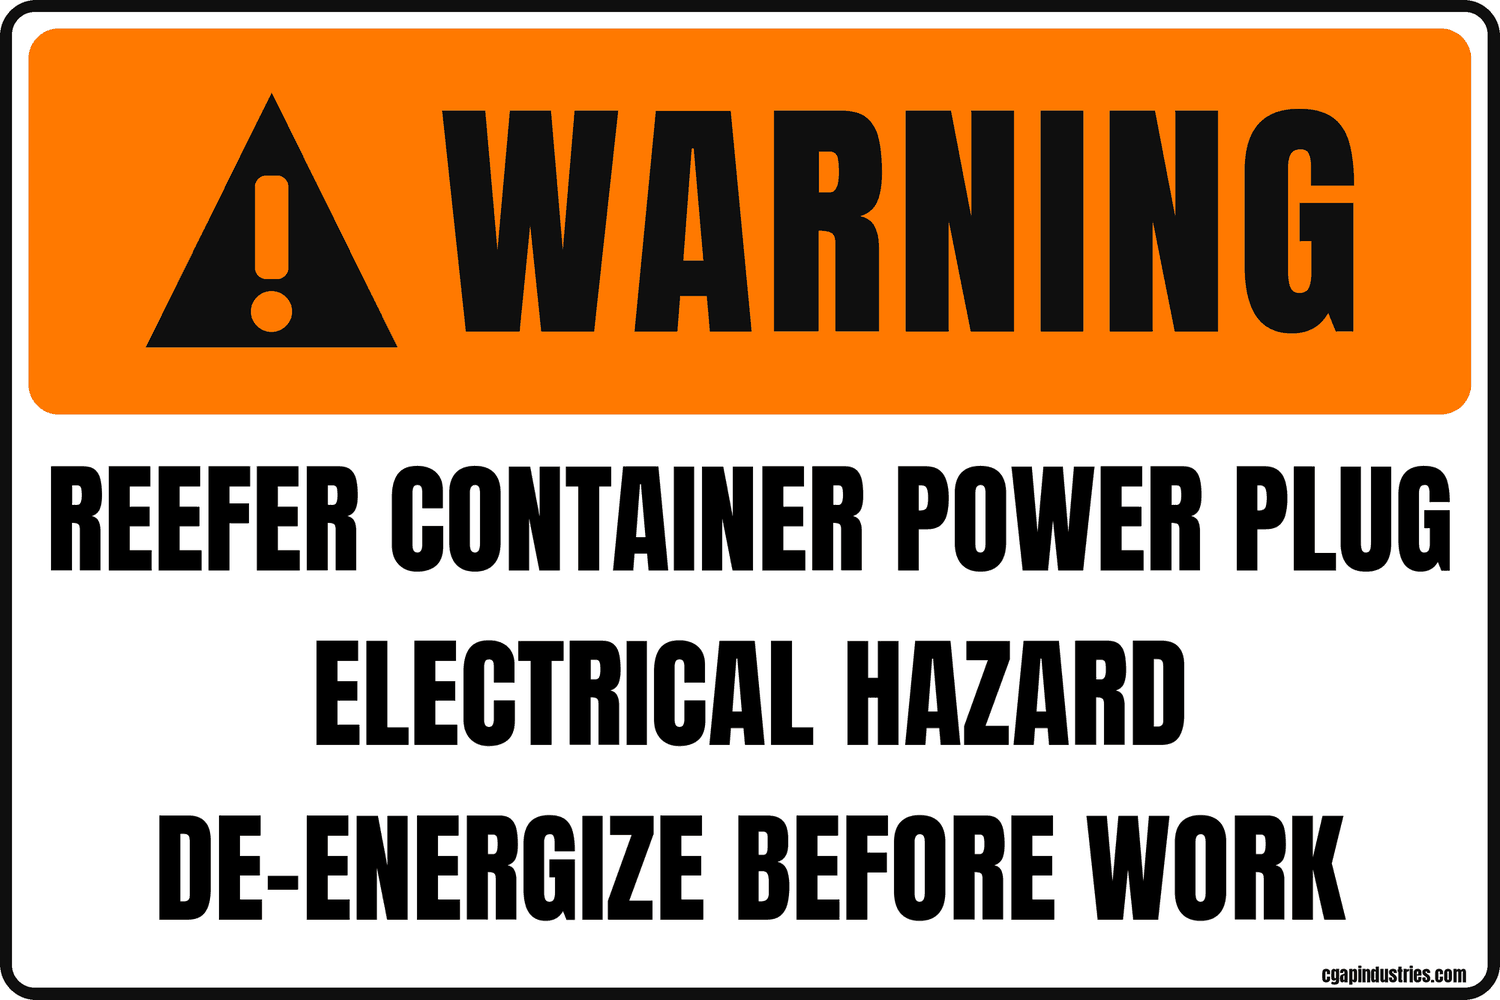 WARNING
REEFER CONTAINER POWER PLUG
ELECTRICAL HAZARD
DE-ENERGIZE BEFORE WORK
cgapindustries.com